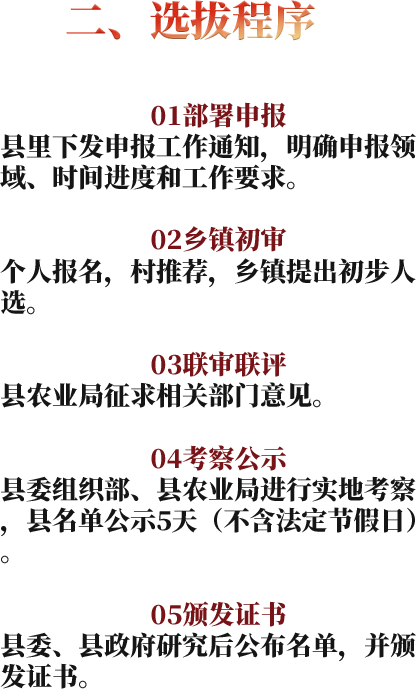 二、选拔程序
01部署申报
县里下发申报工作通知，明确申报领
域、时间进度和工作要求。
02乡镇初审
个人报名，村推荐，乡镇提出初步人
选。
03联审联评
县农业局征求相关部门意见。
04考察公示
县委组织部、县农业局进行实地考察
，县名单公示5天（不含法定节假日）
。
05颁发证书
县委、县政府研究后公布名单，并颁
发证书。